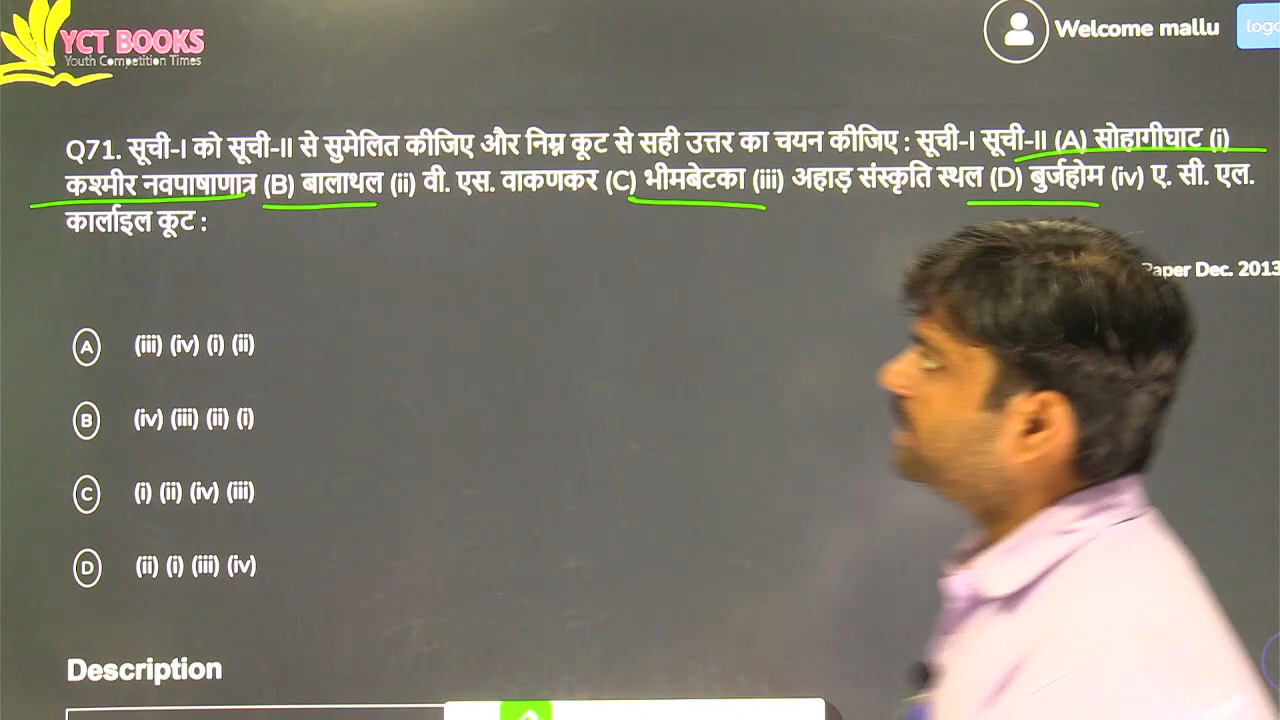 YCT BOOKS
Youth Competition Times
Welcome mallu
Q71. सूची-I को सूची-II से सुमेलित कीजिए और निम्न कूट से सही उत्तर का चयन कीजिए : सूची-I सूची-II (A) सोहागीघाट (i)
कश्मीर नवपाषाणात्र (B) बालाथल (ii) वी. एस. वाकणकर (C) भीमबेटका (iii) अहाड़ संस्कृति स्थल (D) बुर्जहोम (iv) ए. सी. एल.
कार्लाइल कूट :
Paper Dec. 2013
A (iii) (iv) (i) (ii)
B (iv) (iii) (ii) (i)
C (i) (ii) (iv) (iii)
D (ii) (i) (iii) (iv)
Description